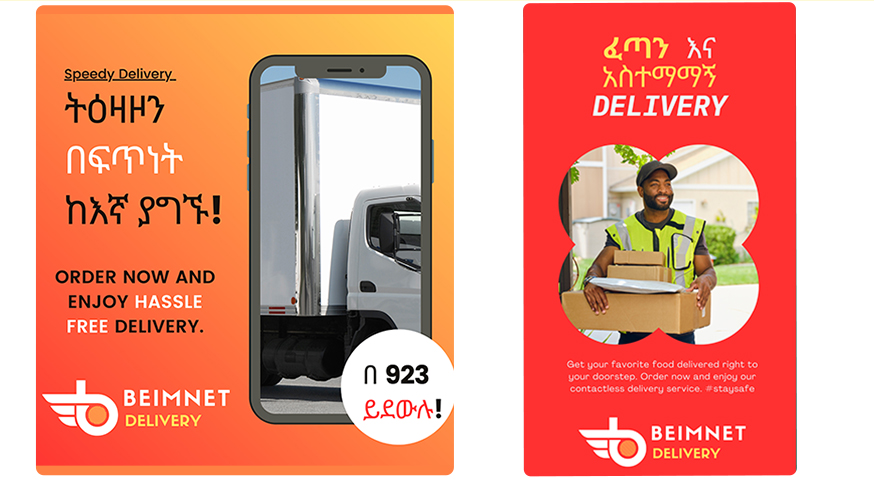 Speedy Delivery
ትዕዛዞን
በፍጥነት
ከእኛ ያግኙ!
ORDER NOW AND
ENJOY HASSLE
FREE DELIVERY.
BEIMNET
DELIVERY
በ 923
ይደውሉ!
ፈጣን እና
አስተማማኝ
DELIVERY
Get your favorite food delivered right to
your doorstep. Order now and enjoy our
contactless delivery service. #staysafe
BEIMNET
DELIVERY